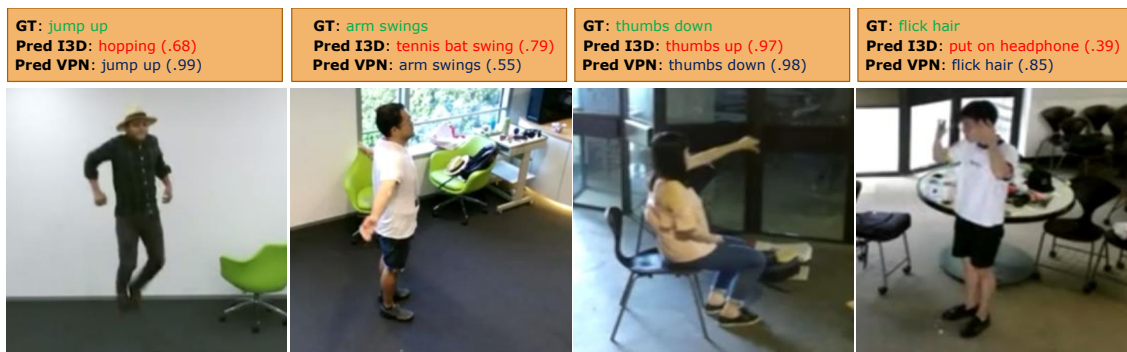 GT: jump up
Pred I3D: hopping (.68)
Pred VPN: jump up (.99)
GT: arm swings
Pred I3D: tennis bat swing (.79)
Pred VPN: arm swings (.55)
GT: thumbs down
Pred I3D: thumbs up (.97)
Pred VPN: thumbs down (.98)
GT: flick hair
Pred I3D: put on headphone (.39)
Pred VPN: flick hair (.85)